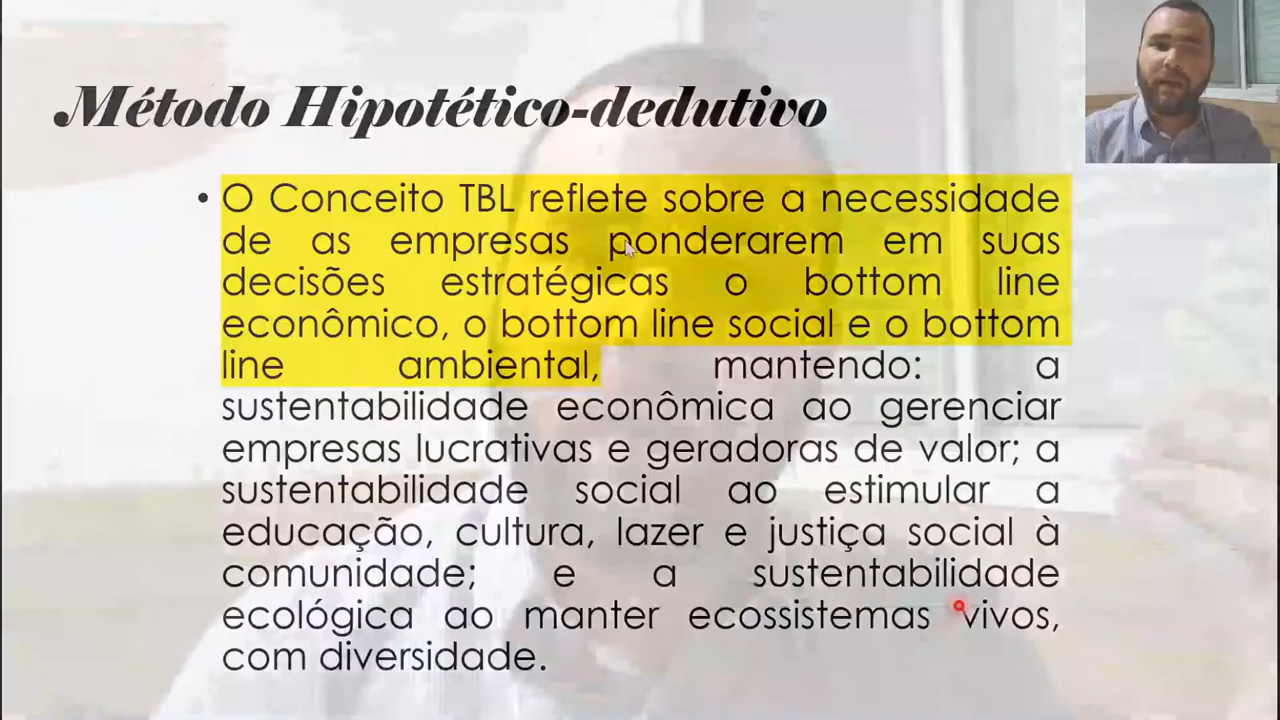 Método Hipotético-dedutivo
• O Conceito TBL reflete sobre a necessidade
de as empresas ponderarem em suas
decisões estratégicas o bottom line
econômico, o bottom line social e o bottom
line ambiental, mantendo: a
sustentabilidade econômica ao gerenciar
empresas lucrativas e geradoras de valor; a
sustentabilidade social ao estimular a
educação, cultura, lazer e justiça social à
comunidade; e a sustentabilidade
ecológica ao manter ecossistemas vivos,
com diversidade.